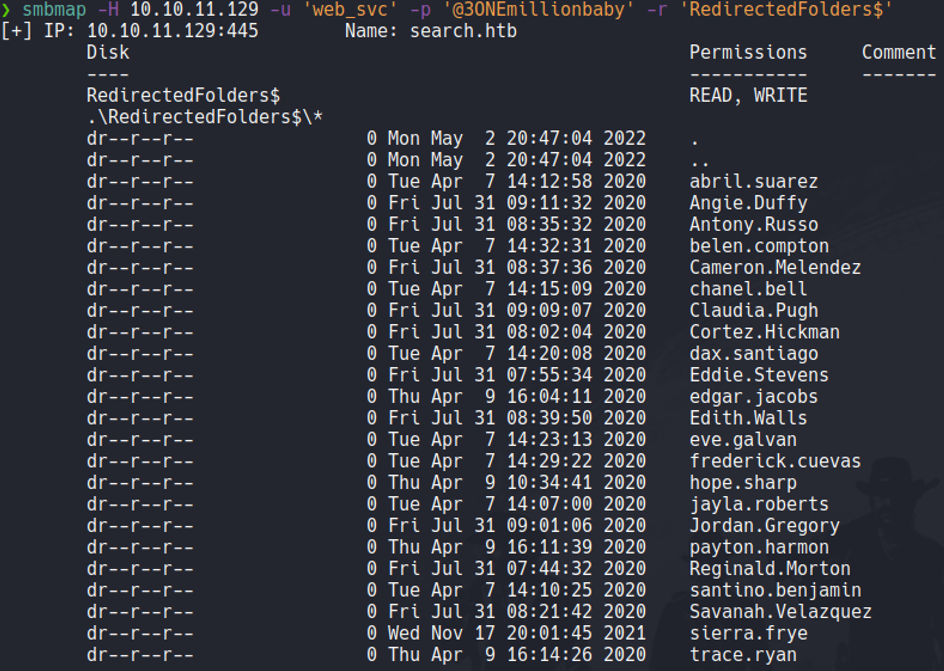 ❯ smbmap -H 10.10.11.129 -u 'web_svc' -p '@3ONEmillionbaby' -r 'RedirectedFolders$'
[+] IP: 10.10.11.129:445 Name: search.htb
Disk Permissions Comment
---- ----------- -------
RedirectedFolders$ READ, WRITE
.\RedirectedFolders$\*
dr--r--r-- 0 Mon May 2 20:47:04 2022 .
dr--r--r-- 0 Mon May 2 20:47:04 2022 ..
dr--r--r-- 0 Tue Apr 7 14:12:58 2020 abril.suarez
dr--r--r-- 0 Fri Jul 31 09:11:32 2020 Angie.Duffy
dr--r--r-- 0 Fri Jul 31 08:35:32 2020 Antony.Russo
dr--r--r-- 0 Tue Apr 7 14:32:31 2020 belen.compton
dr--r--r-- 0 Fri Jul 31 08:37:36 2020 Cameron.Melendez
dr--r--r-- 0 Tue Apr 7 14:15:09 2020 chanel.bell
dr--r--r-- 0 Fri Jul 31 09:09:07 2020 Claudia.Pugh
dr--r--r-- 0 Fri Jul 31 08:02:04 2020 Cortez.Hickman
dr--r--r-- 0 Tue Apr 7 14:20:08 2020 dax.santiago
dr--r--r-- 0 Fri Jul 31 07:55:34 2020 Eddie.Stevens
dr--r--r-- 0 Thu Apr 9 16:04:11 2020 edgar.jacobs
dr--r--r-- 0 Fri Jul 31 08:39:50 2020 Edith.Walls
dr--r--r-- 0 Tue Apr 7 14:23:13 2020 eve.galvan
dr--r--r-- 0 Tue Apr 7 14:29:22 2020 frederick.cuevas
dr--r--r-- 0 Thu Apr 9 10:34:41 2020 hope.sharp
dr--r--r-- 0 Tue Apr 7 14:07:00 2020 jayla.roberts
dr--r--r-- 0 Fri Jul 31 09:01:06 2020 Jordan.Gregory
dr--r--r-- 0 Thu Apr 9 16:11:39 2020 payton.harmon
dr--r--r-- 0 Fri Jul 31 07:44:32 2020 Reginald.Morton
dr--r--r-- 0 Tue Apr 7 14:10:25 2020 santino.benjamin
dr--r--r-- 0 Fri Jul 31 08:21:42 2020 Savanah.Velazquez
dr--r--r-- 0 Wed Nov 17 20:01:45 2021 sierra.frye
dr--r--r-- 0 Thu Apr 9 16:14:26 2020 trace.ryan